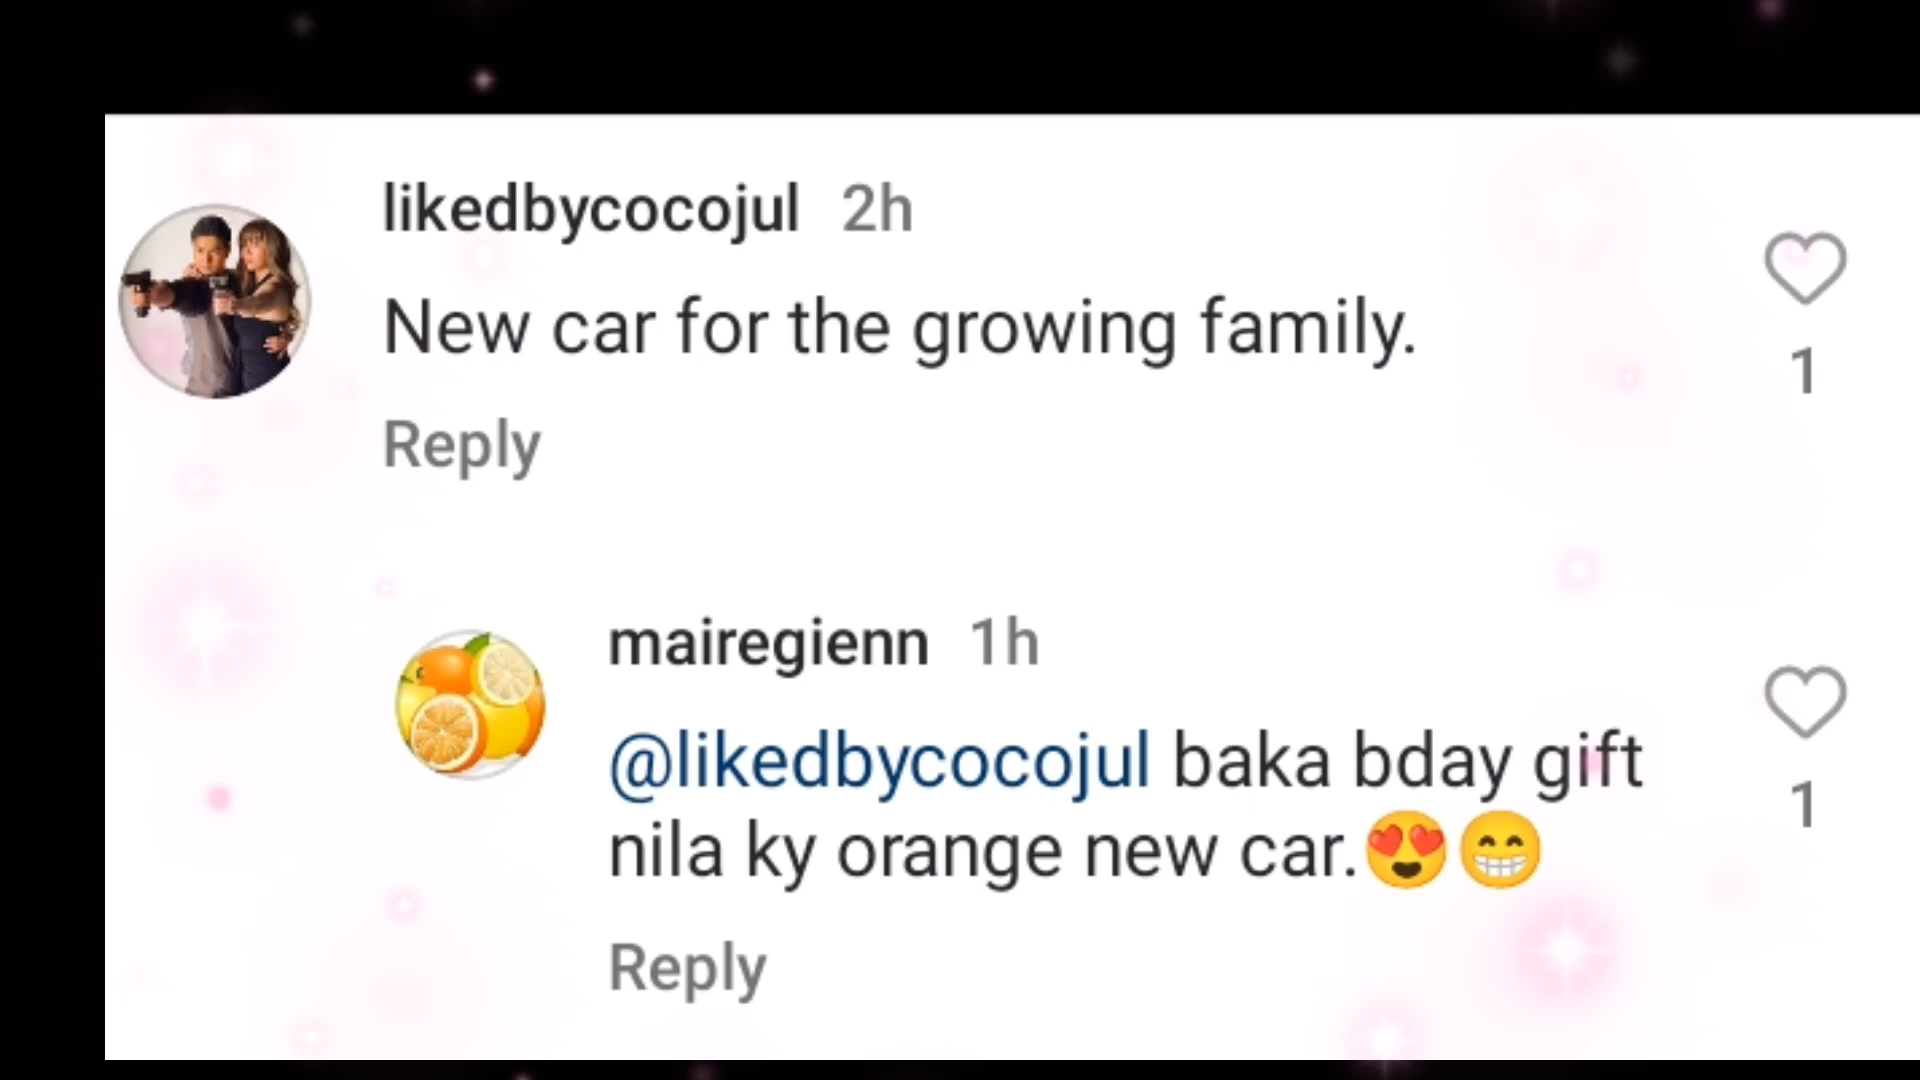 likedbycocojul 2h
New car for the growing family.
1
Reply
mairegienn 1h
@likedbycocojul baka bday gift
nila ky orange new car.😍😁
1
Reply